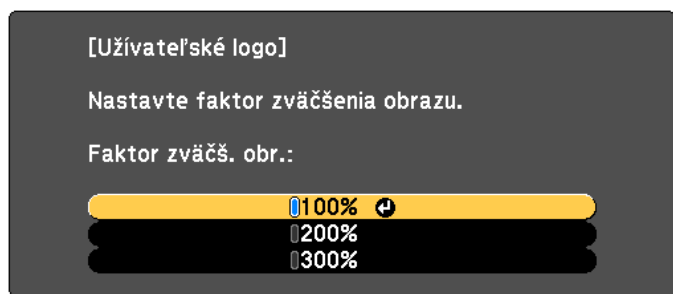 [Užívateľské logo]
Nastavte faktor zväčšenia obrazu.
Faktor zväčš. obr.:
100%
200%
300%